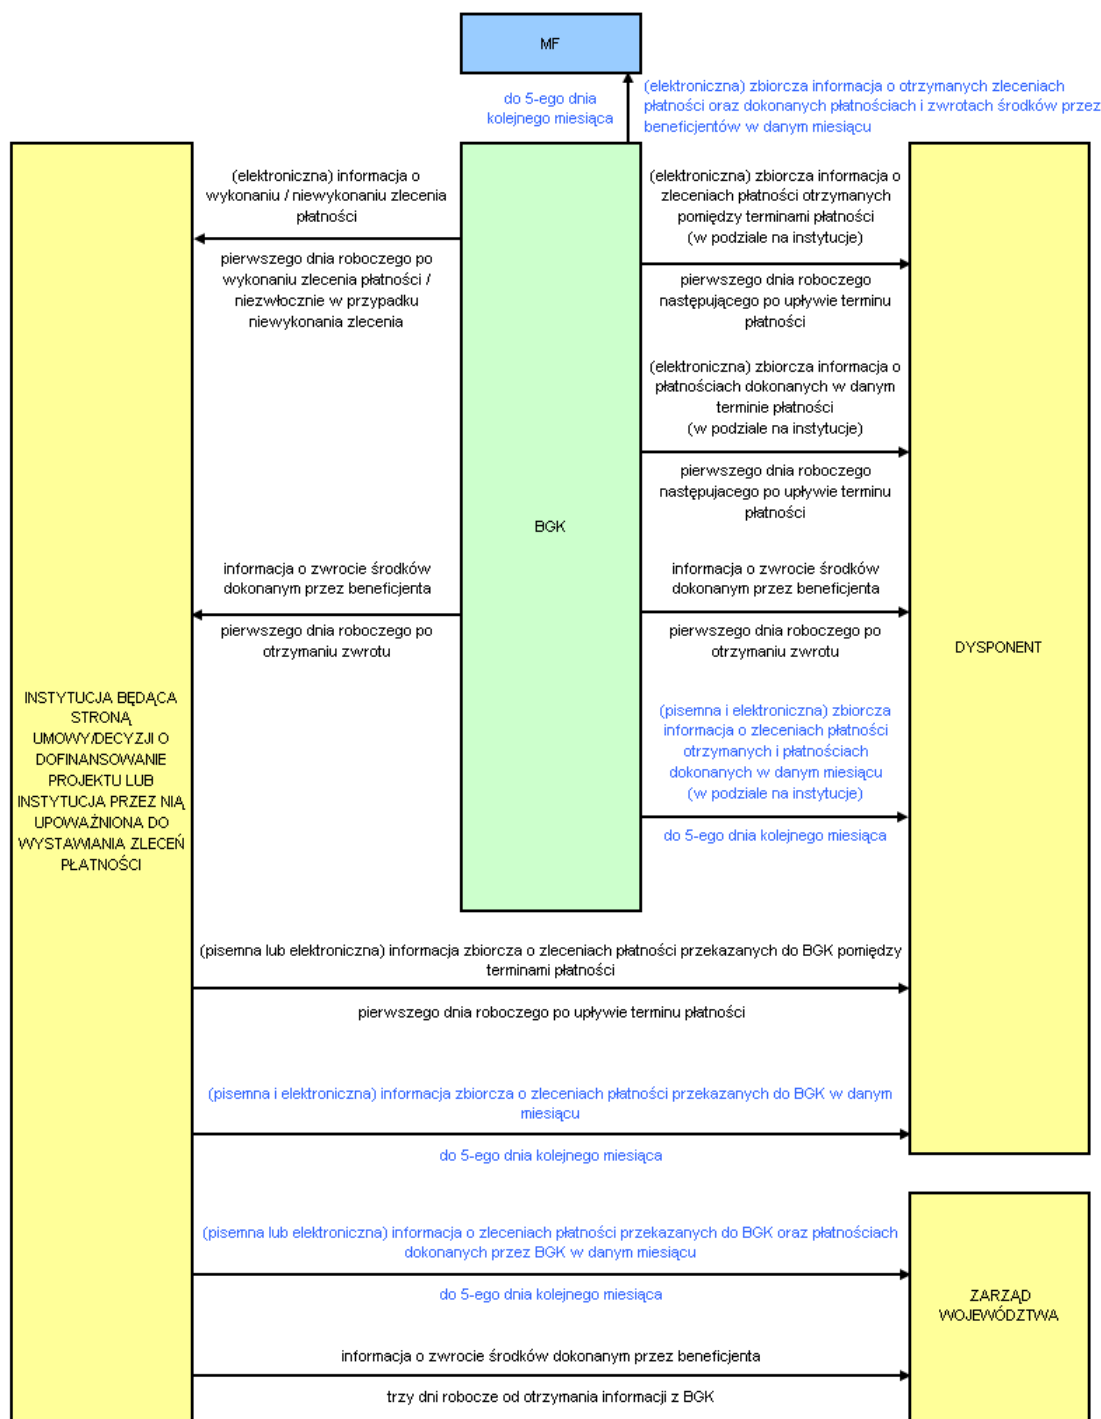 MF
do 5-ego dnia
kolejnego miesiąca
(elektroniczna) zbiorcza informacja o otrzymanych zleceniach
płatności oraz dokonanych płatnościach i zwrotach środków przez
beneficjentów w danym miesiącu
(elektroniczna) informacja o
wykonaniu / niewykonaniu zlecenia
płatności
pierwszego dnia roboczego po
wykonaniu zlecenia płatności /
niezwłocznie w przypadku
niewykonania zlecenia
(elektroniczna) zbiorcza informacja o
zleceniach płatności otrzymanych
pomiędzy terminami płatności
(w podziale na instytucje)
pierwszego dnia roboczego
następującego po upływie terminu
płatności
(elektroniczna) zbiorcza informacja o
płatnościach dokonanych w danym
terminie płatności
(w podziale na instytucje)
pierwszego dnia roboczego
następujacego po upływie terminu
płatności
BGK
informacja o zwrocie środków
dokonanym przez beneficjenta
pierwszego dnia roboczego po
otrzymaniu zwrotu
informacja o zwrocie środków
dokonanym przez beneficjenta
pierwszego dnia roboczego po
otrzymaniu zwrotu
DYSPONENT
INSTYTUCJA BĘDĄCA
STRONĄ
UMOWY/DECYZJI O
DOFINANSOWANIE
PROJEKTU LUB
INSTYTUCJA PRZEZ NIĄ
UPOWAŻNIONA DO
WYSTAWIANIA ZLECEŃ
PŁATNOŚCI
(pisemna i elektroniczna) zbiorcza
informacja o zleceniach płatności
otrzymanych i płatnościach
dokonanych w danym miesiącu
(w podziale na instytucje)
do 5-ego dnia kolejnego miesiąca
(pisemna lub elektroniczna) informacja zbiorcza o zleceniach płatności przekazanych do BGK pomiędzy
terminami płatności
pierwszego dnia roboczego po upływie terminu płatności
(pisemna i elektroniczna) informacja zbiorcza o zleceniach płatności przekazanych do BGK w danym
miesiącu
do 5-ego dnia kolejnego miesiąca
(pisemna lub elektroniczna) informacja o zleceniach płatności przekazanych do BGK oraz płatnościach
dokonanych przez BGK w danym miesiącu
do 5-ego dnia kolejnego miesiąca
ZARZĄD
WOJEWÓDZTWA
informacja o zwrocie środków dokonanym przez beneficjenta
trzy dni robocze od otrzymania informacji z BGK